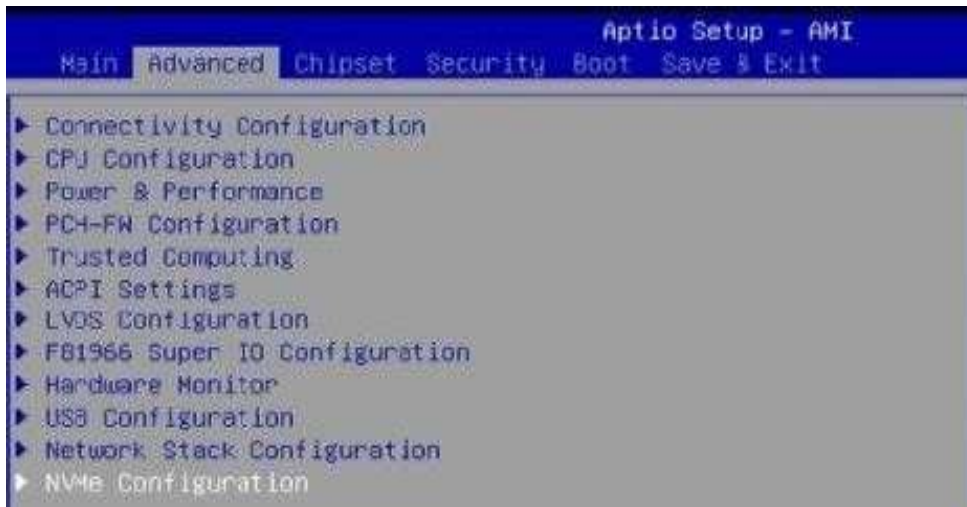 Aptio Setup - AMI
Main Advanced Chipset Security Boot Save & Exit
Connectivity Configuration
CPU Configuration
Power & Performance
PCH-FW Configuration
Trusted Computing
ACPI Settings
LVDS Configuration
F81966 Super IO Configuration
Hardware Monitor
USB Configuration
Network Stack Configuration
NVMe Configuration